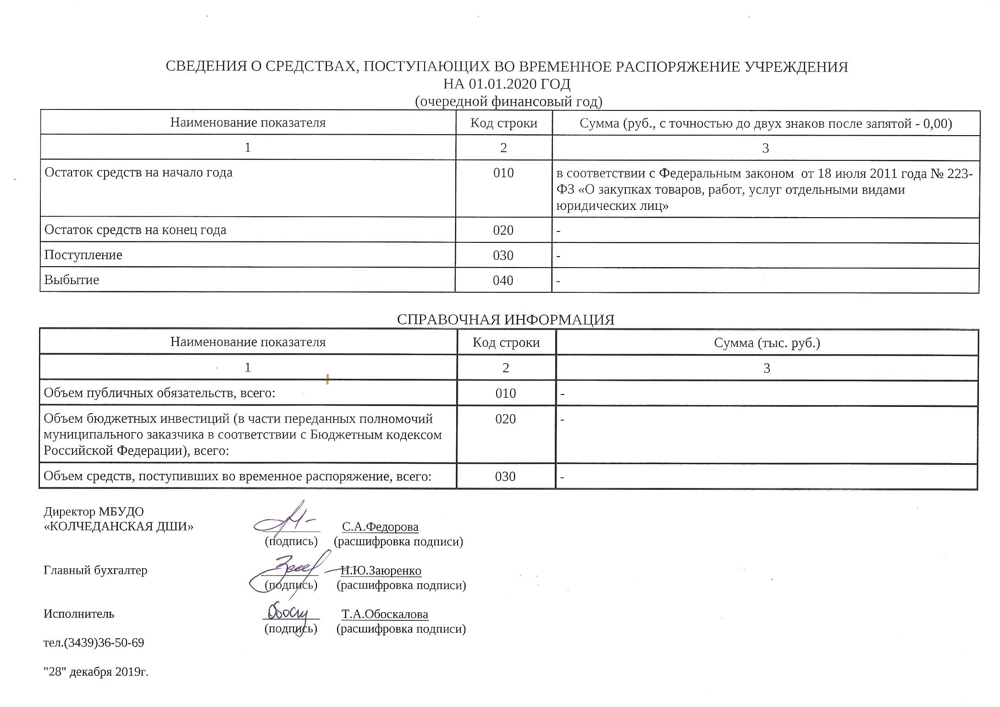 СВЕДЕНИЯ О СРЕДСТВАХ, ПОСТУПАЮЩИХ ВО ВРЕМЕННОЕ РАСПОРЯЖЕНИЕ УЧРЕЖДЕНИЯ
НА 01.01.2020 ГОД
(очередной финансовый год)
Наименование показателя Код строки Сумма (руб., с точностью до двух знаков после запятой - 0,00)
1 2 3
Остаток средств на начало года 010 в соответствии с Федеральным законом от 18 июля 2011 года № 223-
ФЗ «О закупках товаров, работ, услуг отдельными видами
юридических лиц»
Остаток средств на конец года 020 -
Поступление 030 -
Выбытие 040 -
СПРАВОЧНАЯ ИНФОРМАЦИЯ
Наименование показателя Код строки Сумма (тыс. руб.)
1 2 3
Объем публичных обязательств, всего: 010 -
Объем бюджетных инвестиций (в части переданных полномочий 020 -
муниципального заказчика в соответствии с Бюджетным кодексом
Российской Федерации), всего:
Объем средств, поступивших во временное распоряжение, всего: 030 -
Директор МБУДО
«КОЛЧЕДАНСКАЯ ДШИ» С.А.Федорова
(подпись) (расшифровка подписи)
Главный бухгалтер Н.Ю.Заюренко
(подпись) (расшифровка подписи)
Исполнитель Т.А.Обоскалова
(подпись) (расшифровка подписи)
тел.(3439)36-50-69
"28" декабря 2019г.